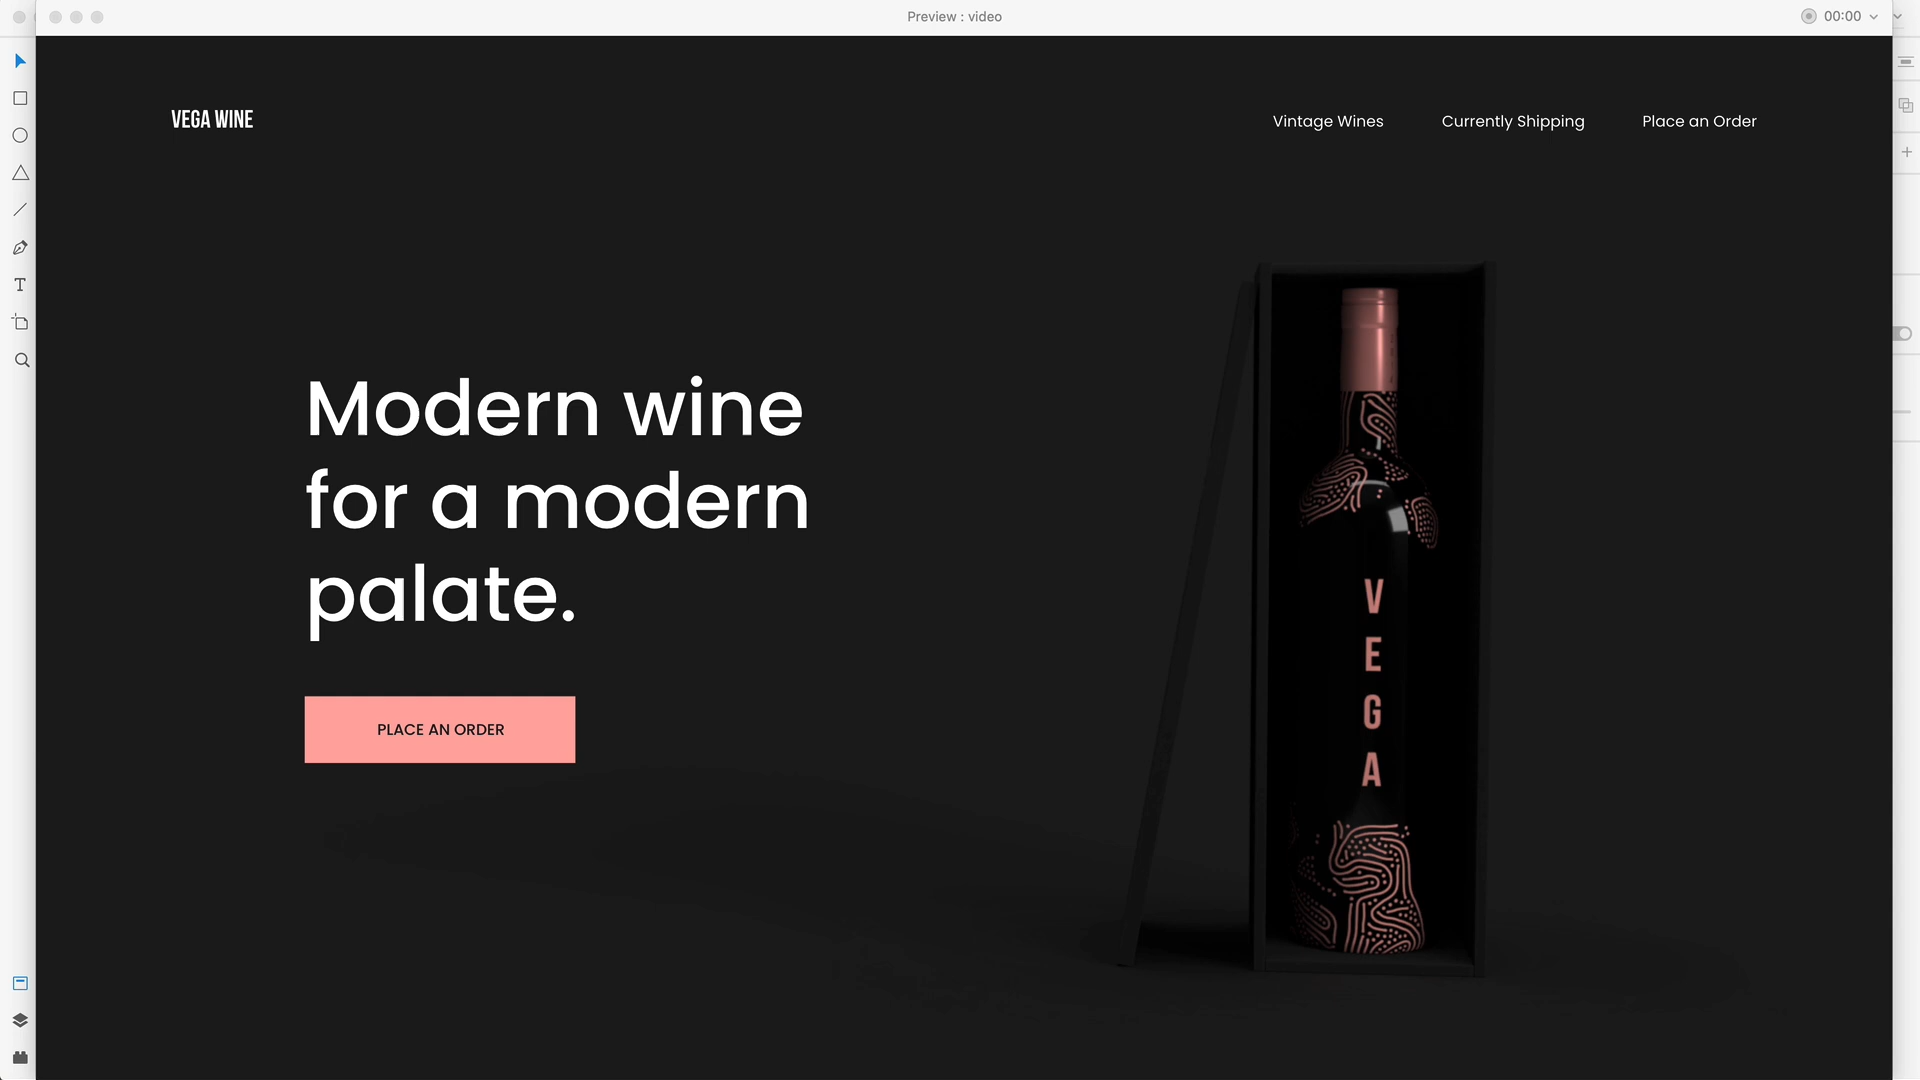 Preview : video
00:00
VEGA WINE
Vintage Wines
Currently Shipping
Place an Order
Modern wine
for a modern
palate.
PLACE AN ORDER
V
E
G
A